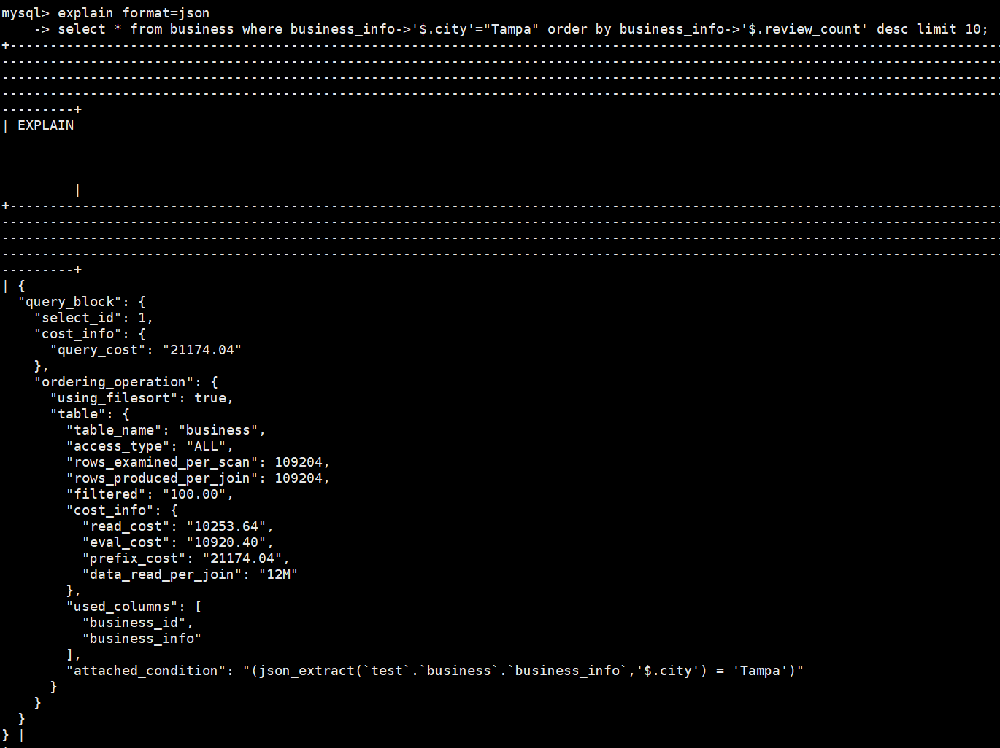 mysql> explain format=json
    -> select * from business where business_info->'$.city'="Tampa" order by business_info->'$.review_count' desc limit 10;
+---------------------------------------------------------------------------------------------------------------------------
----------------------------------------------------------------------------------------------------------------------------
----------------------------------------------------------------------------------------------------------------------------
----------------------------------------------------------------------------------------------------------------------------
---------+
| EXPLAIN
         |
+---------------------------------------------------------------------------------------------------------------------------
----------------------------------------------------------------------------------------------------------------------------
----------------------------------------------------------------------------------------------------------------------------
----------------------------------------------------------------------------------------------------------------------------
---------+
| {
  "query_block": {
    "select_id": 1,
    "cost_info": {
      "query_cost": "21174.04"
    },
    "ordering_operation": {
      "using_filesort": true,
      "table": {
        "table_name": "business",
        "access_type": "ALL",
        "rows_examined_per_scan": 109204,
        "rows_produced_per_join": 109204,
        "filtered": "100.00",
        "cost_info": {
          "read_cost": "10253.64",
          "eval_cost": "10920.40",
          "prefix_cost": "21174.04",
          "data_read_per_join": "12M"
        },
        "used_columns": [
          "business_id",
          "business_info"
        ],
        "attached_condition": "(json_extract(`test`.`business`.`business_info`,'$.city') = 'Tampa')"
      }
    }
  }
} |